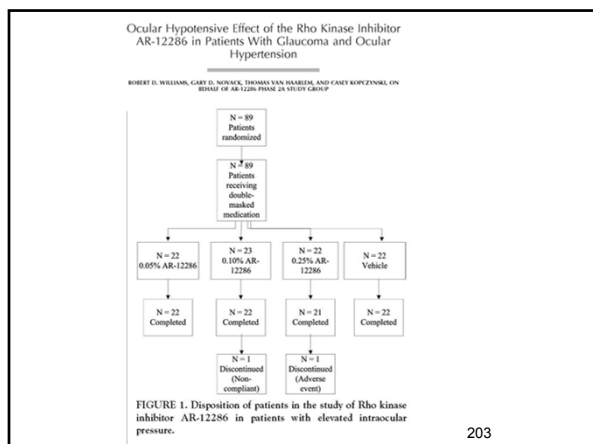 Ocular Hypotensive Effect of the Rho Kinase Inhibitor
AR-12286 in Patients With Glaucoma and Ocular
Hypertension
ROBERT D. WILLIAMS, GARY D. NOVACK, THOMAS VAN HAARLEM, AND CASEY KOPCZYNSKI, ON
BEHALF OF AR-12286 PHASE 2A STUDY GROUP
N = 89
Patients
randomized
N = 89
Patients
receiving
double-
masked
medication
N = 22
0.05% AR-12286
N = 23
0.10% AR-
12286
N = 22
0.25% AR-
12286
N = 22
Vehicle
N = 22
Completed
N = 22
Completed
N = 21
Completed
N = 22
Completed
N = 1
Discontinued
(Non-
compliant)
N = 1
Discontinued
(Adverse
event)
FIGURE 1. Disposition of patients in the study of Rho kinase
inhibitor AR-12286 in patients with elevated intraocular
pressure.
203